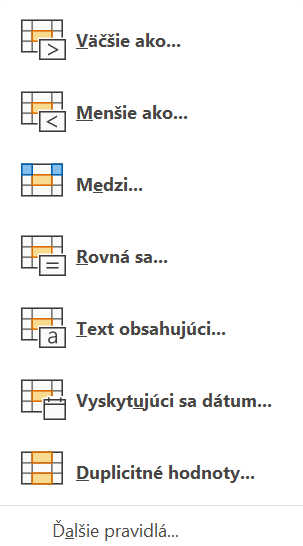 Väčšie ako...
Menšie ako...
Medzi...
Rovná sa...
Text obsahujúci...
Vyskytujúci sa dátum...
Duplicitné hodnoty...
Ďalšie pravidlá...